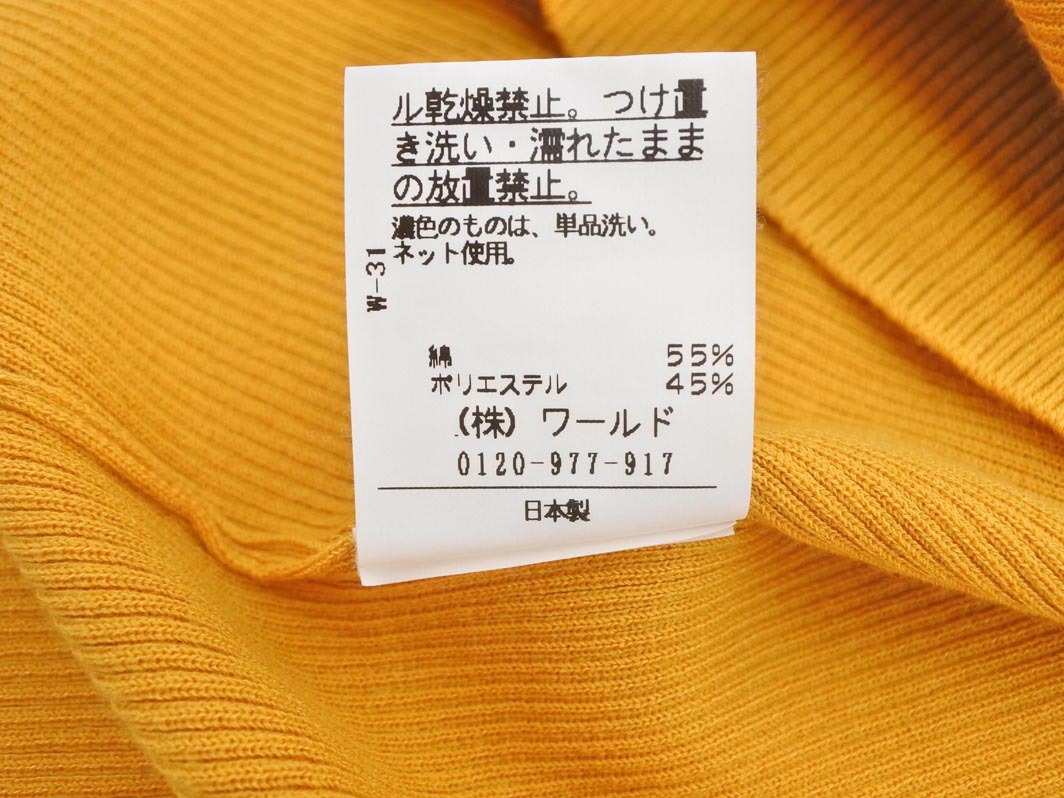 ル乾燥禁止。つけ置
き洗い・濡れたまま
の放置禁止。
濃色のものは、単品洗い。
ネット使用。
W-31
綿 55%
ポリエステル 45%
(株) ワールド
0120-977-917
日本製